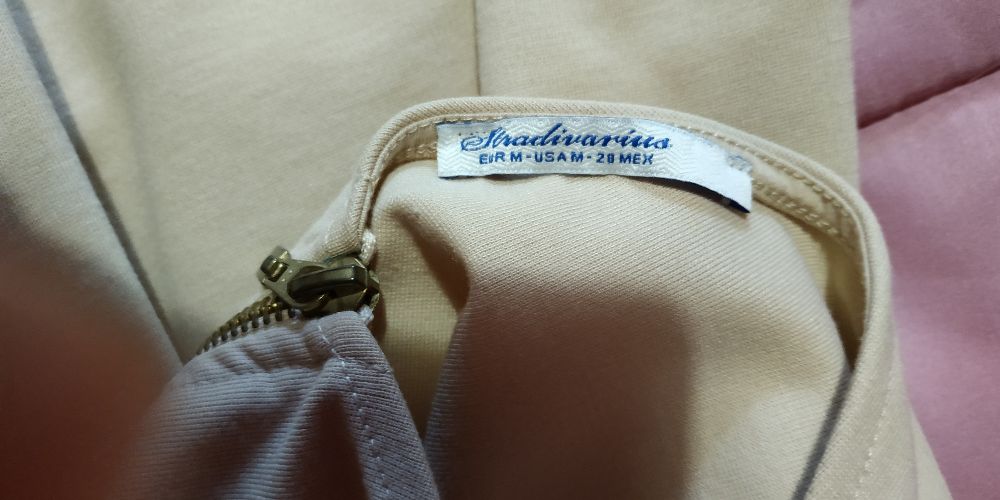 Stradivarius
EUR M - USA M - 28 MEX